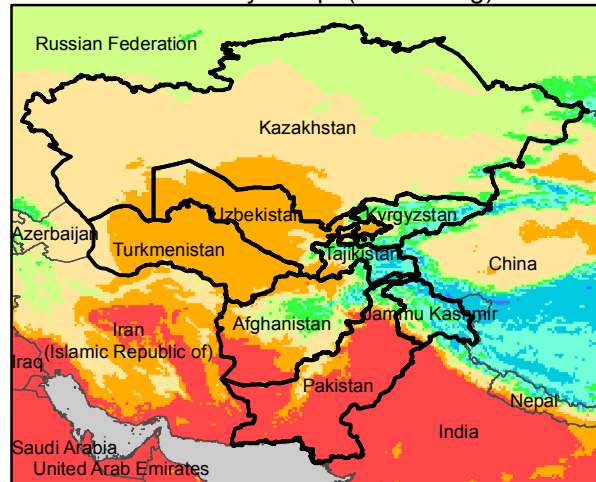 Russian Federation
Kazakhstan
Uzbekistan
Kyrgyzstan
Azerbaijan
Turkmenistan
Tajikistan
China
Jammu Kashmir
Afghanistan
Iran
(Islamic Republic of)
Iraq
Pakistan
Nepal
India
Saudi Arabia
United Arab Emirates